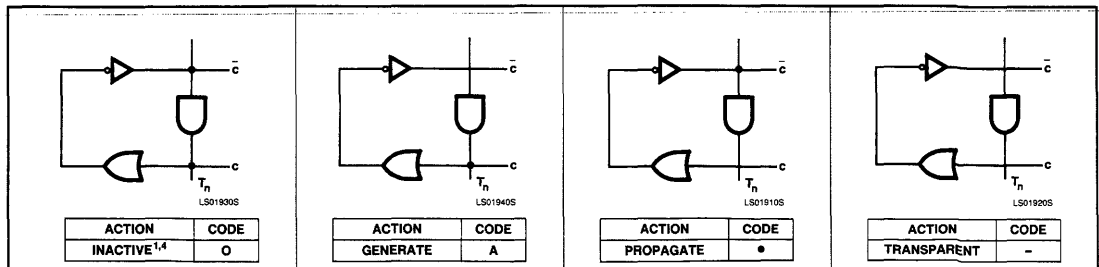 c̄
c
Tn
LS01930S
ACTION CODE
INACTIVE1,4 O
c̄
c
Tn
LS01940S
ACTION CODE
GENERATE A
c̄
c
Tn
LS01910S
ACTION CODE
PROPAGATE •
c̄
c
Tn
LS01920S
ACTION CODE
TRANSPARENT –